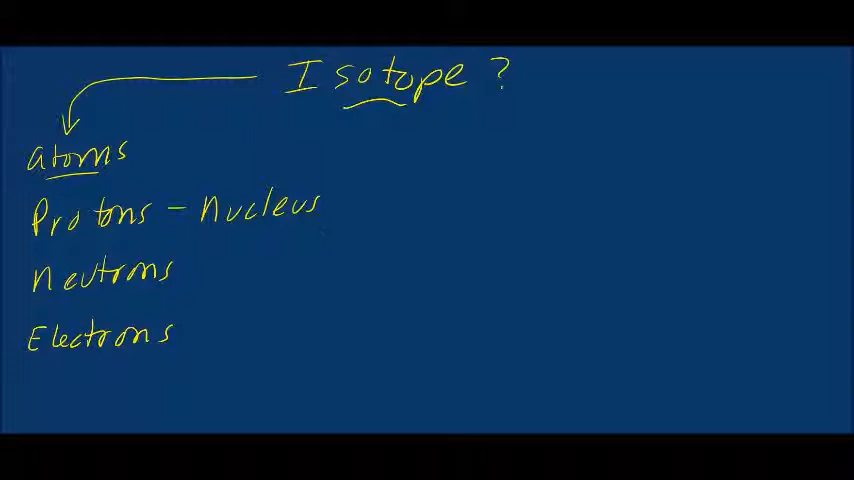 Isotope?
atoms
Protons - nucleus
neutrons
Electrons